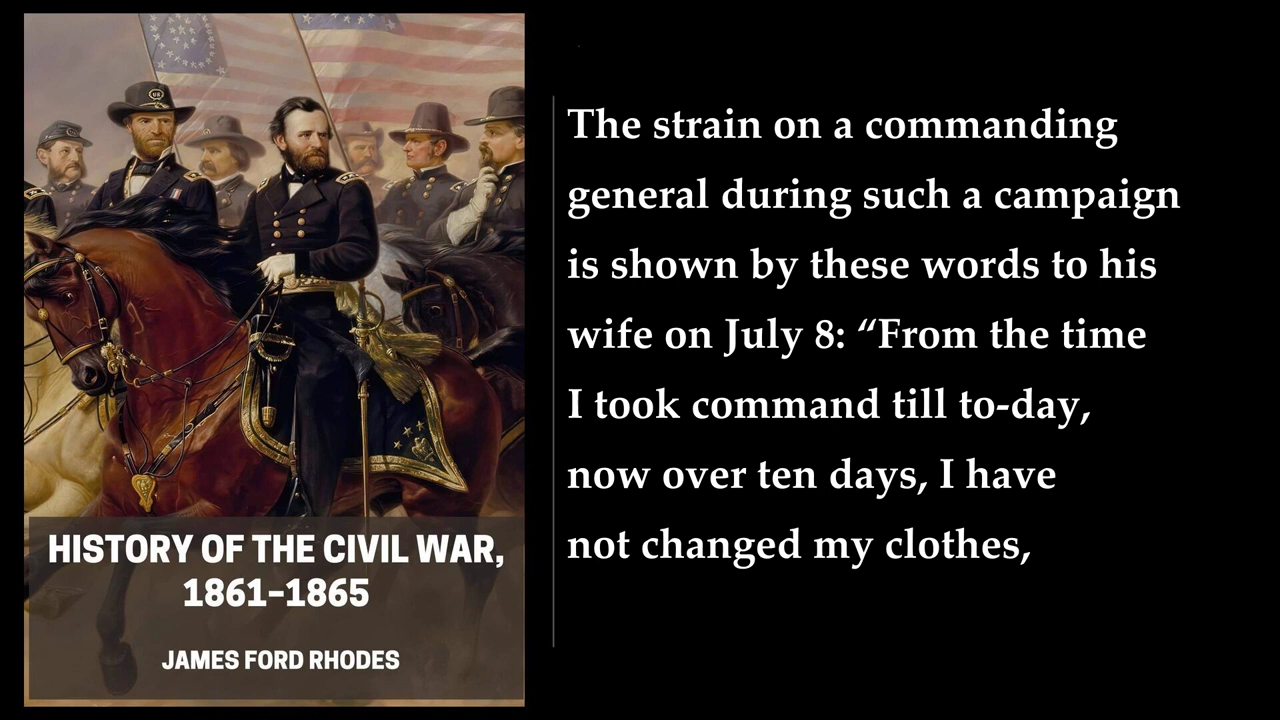 HISTORY OF THE CIVIL WAR,
1861–1865
JAMES FORD RHODES
The strain on a commanding
general during such a campaign
is shown by these words to his
wife on July 8: “From the time
I took command till to-day,
now over ten days, I have
not changed my clothes,